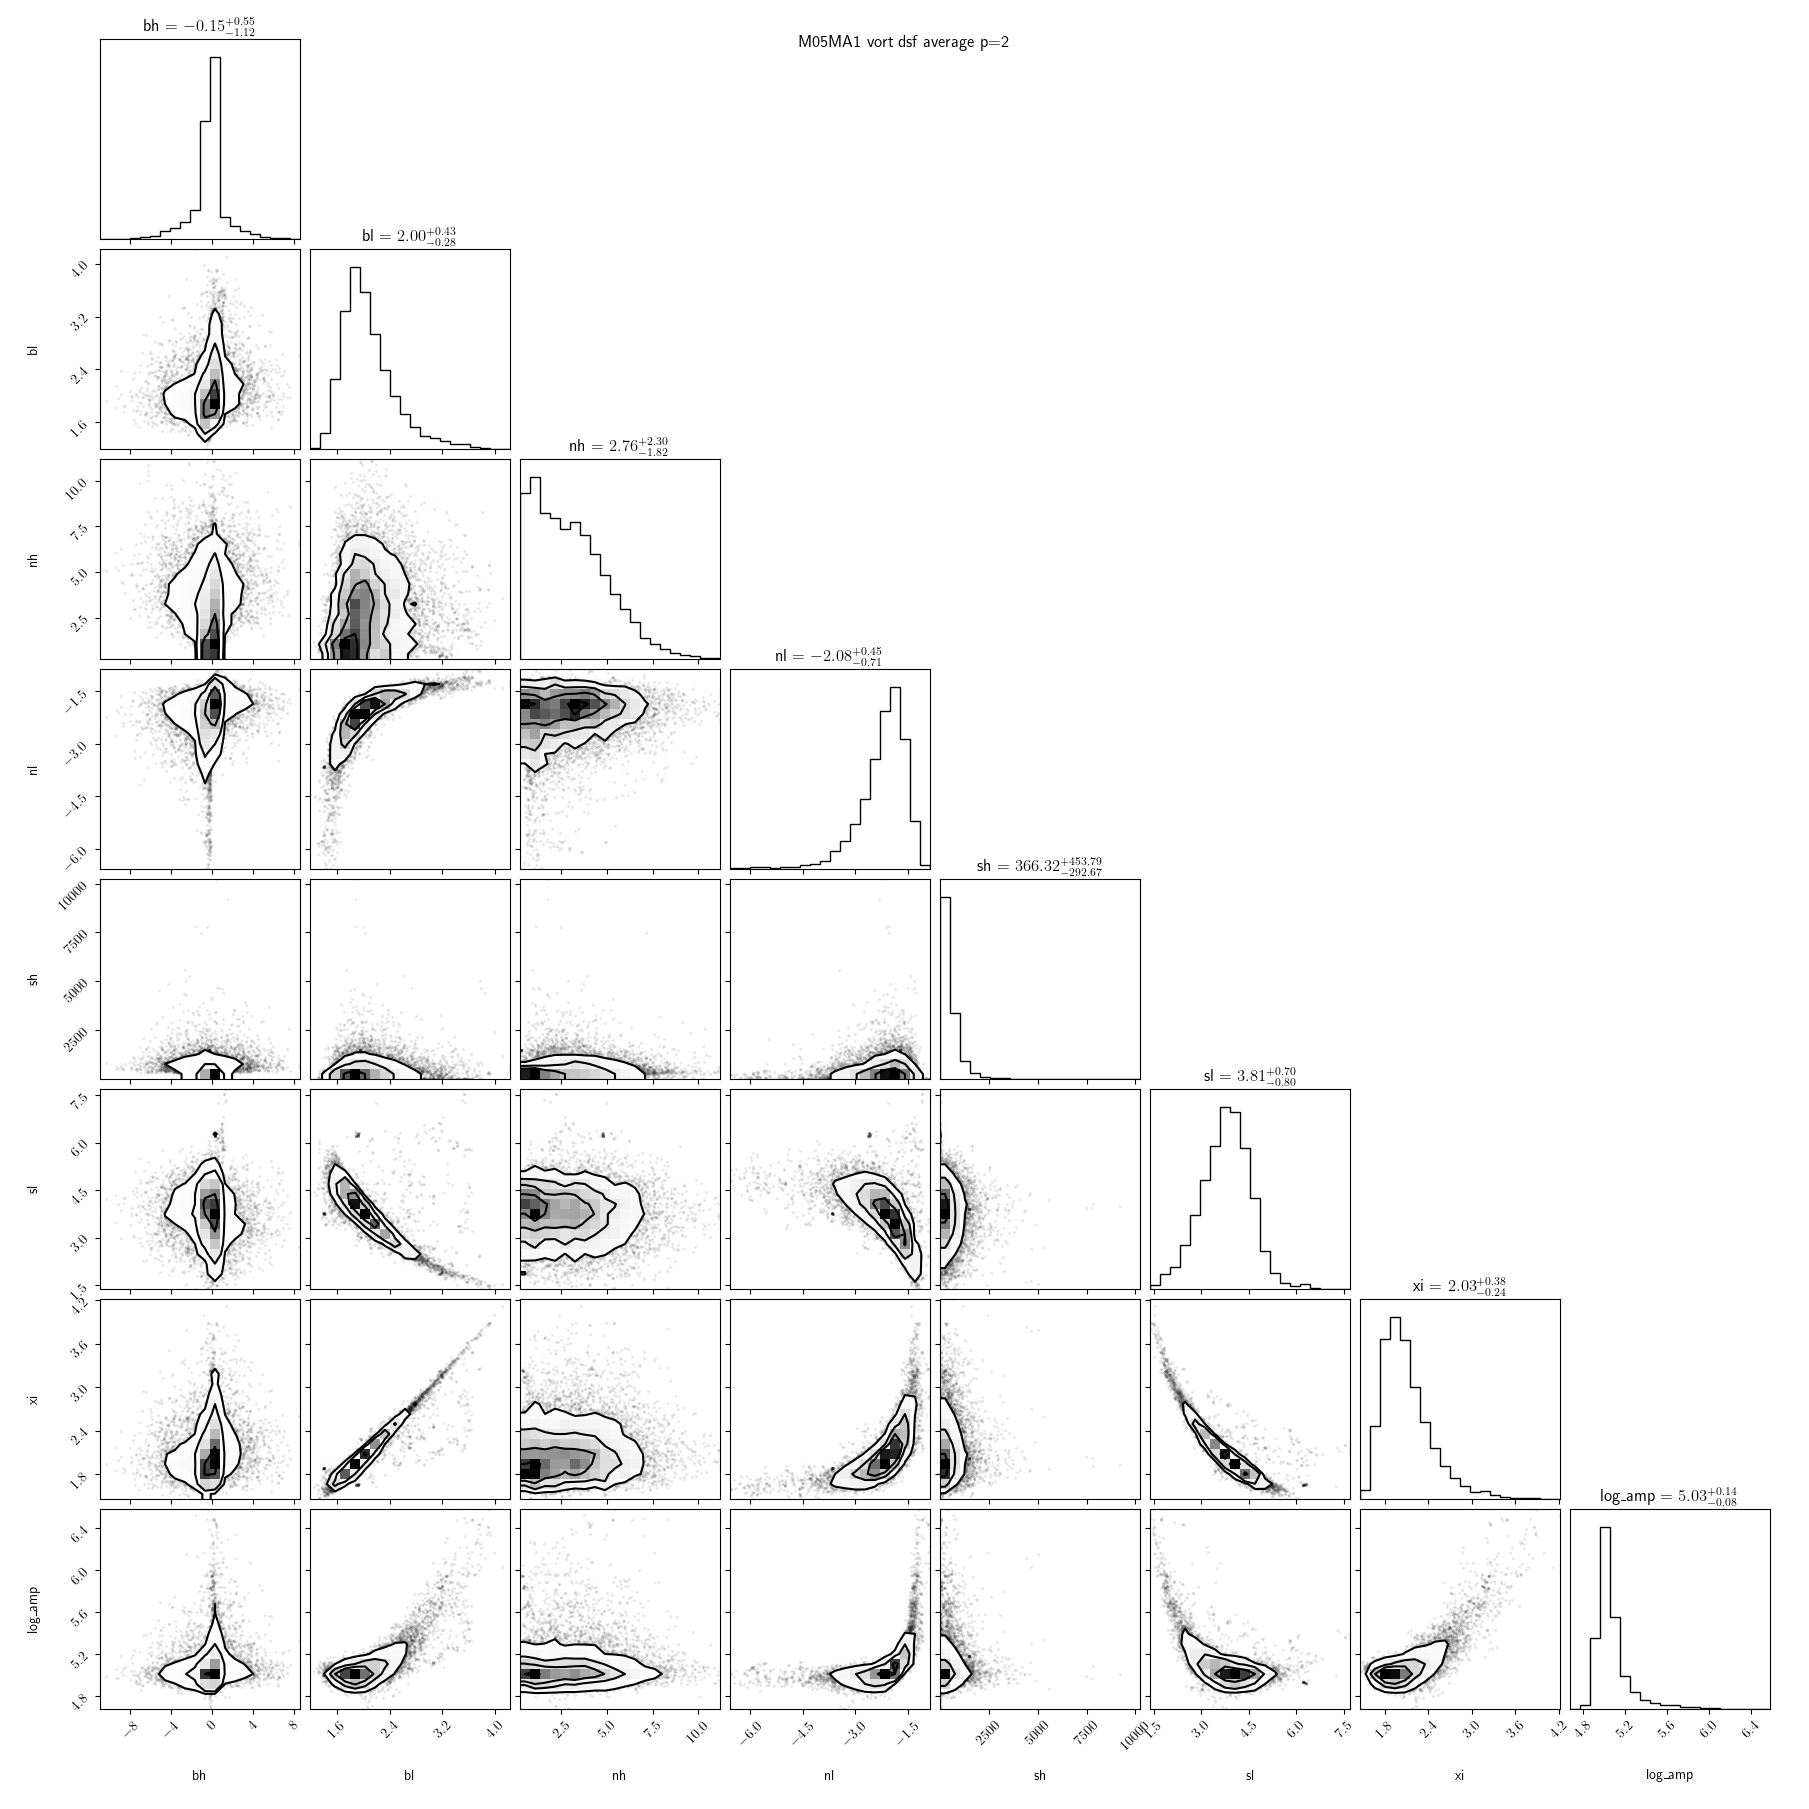 M05MA1 vort dsf average p=2
bh = −0.15 +0.55 −1.12
bl = 2.00 +0.43 −0.28
nh = 2.76 +2.30 −1.82
nl = −2.08 +0.45 −0.71
sh = 366.32 +453.79 −292.67
sl = 3.81 +0.70 −0.80
xi = 2.03 +0.38 −0.24
log_amp = 5.03 +0.14 −0.08
bl
4.0
3.2
2.4
1.6
nh
10.0
7.5
5.0
2.5
nl
−1.5
−3.0
−4.5
−6.0
sh
10000
7500
5000
2500
sl
7.5
6.0
4.5
3.0
1.5
xi
4.2
3.6
3.0
2.4
1.8
log_amp
6.4
6.0
5.6
5.2
4.8
−8 −4 0 4 8
1.6 2.4 3.2 4.0
2.5 5.0 7.5 10.0
−6.0 −4.5 −3.0 −1.5
2500 5000 7500 10000
1.5 3.0 4.5 6.0 7.5
1.8 2.4 3.0 3.6 4.2
4.8 5.2 5.6 6.0 6.4
bh bl nh nl sh sl xi log_amp